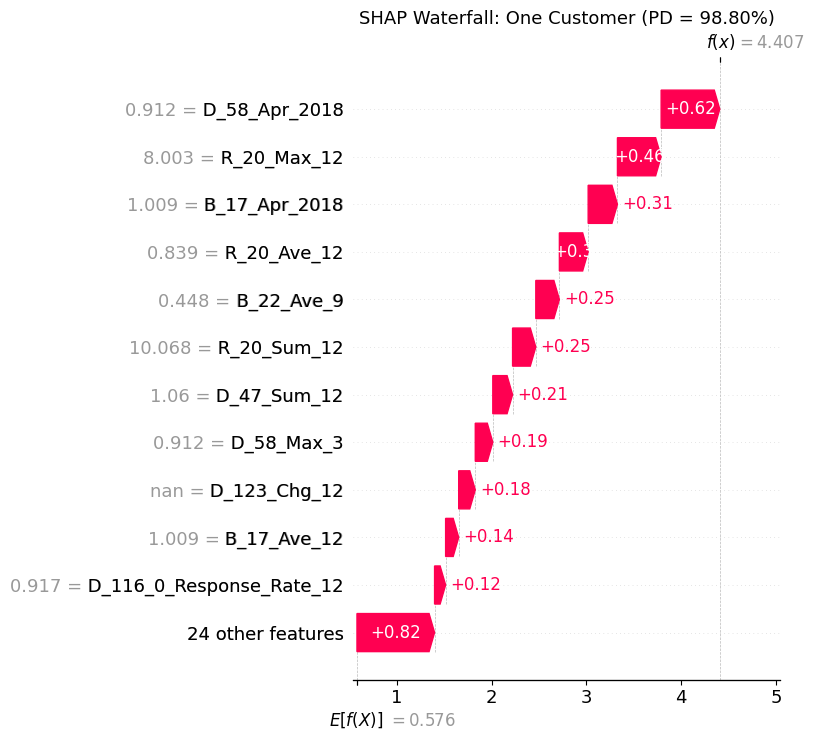 SHAP Waterfall: One Customer (PD = 98.80%)
f(x) = 4.407
0.912 = D_58_Apr_2018 +0.62
8.003 = R_20_Max_12 +0.46
1.009 = B_17_Apr_2018 +0.31
0.839 = R_20_Ave_12 +0.3
0.448 = B_22_Ave_9 +0.25
10.068 = R_20_Sum_12 +0.25
1.06 = D_47_Sum_12 +0.21
0.912 = D_58_Max_3 +0.19
nan = D_123_Chg_12 +0.18
1.009 = B_17_Ave_12 +0.14
0.917 = D_116_0_Response_Rate_12 +0.12
24 other features +0.82
1 2 3 4 5
E[f(X)] = 0.576